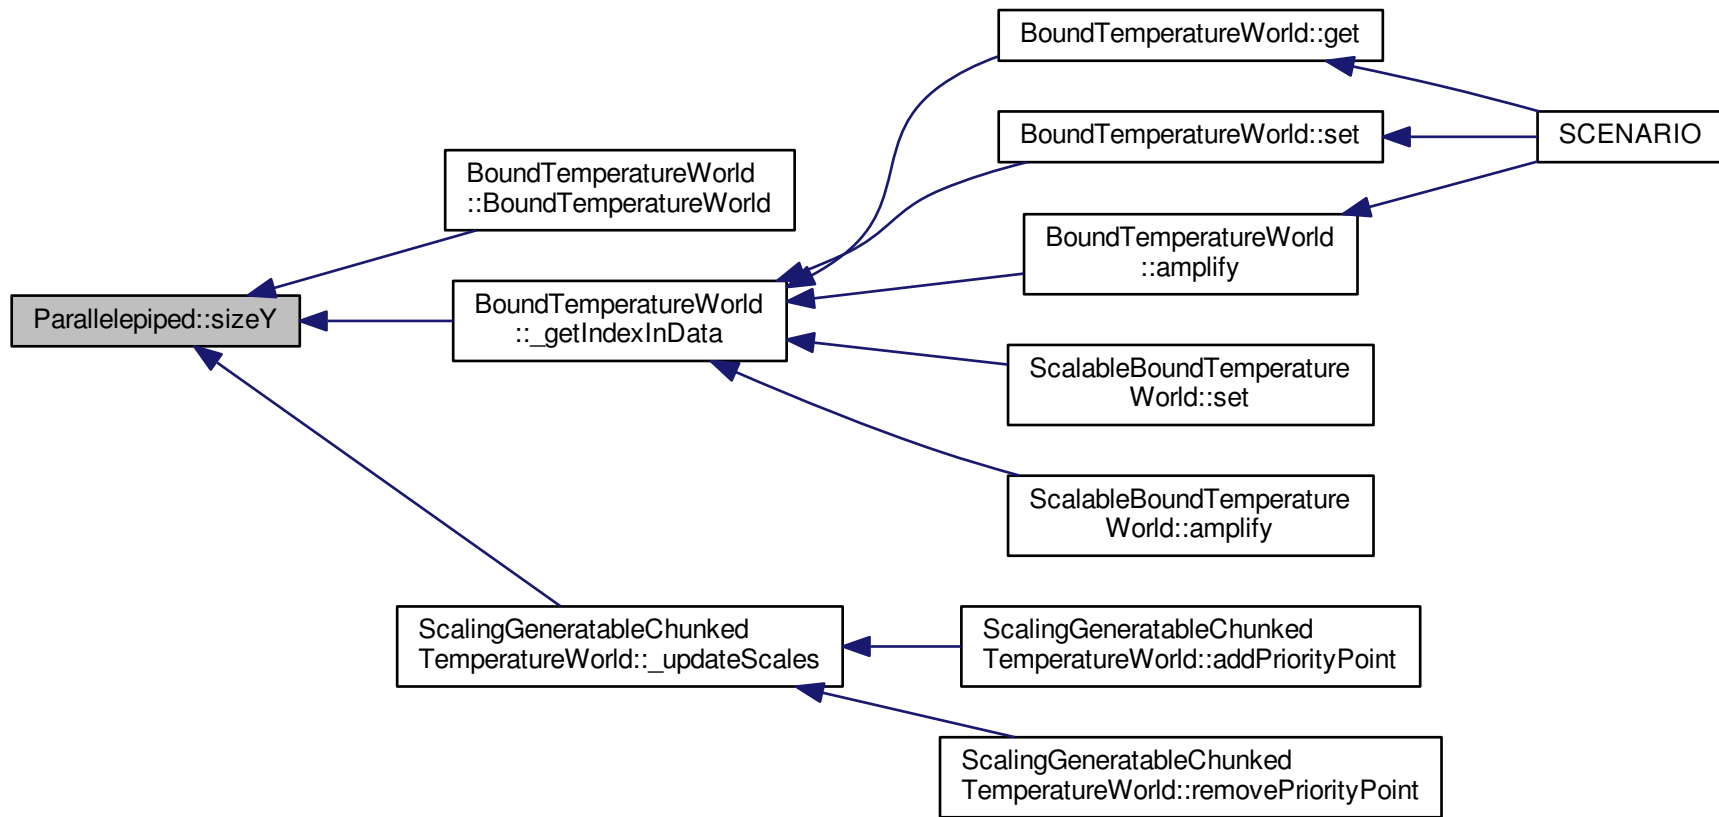 BoundTemperatureWorld::get
BoundTemperatureWorld::set
SCENARIO
BoundTemperatureWorld
::BoundTemperatureWorld
BoundTemperatureWorld
::amplify
Parallelepiped::sizeY
BoundTemperatureWorld
::_getIndexInData
ScalableBoundTemperature
World::set
ScalableBoundTemperature
World::amplify
ScalingGeneratableChunked
TemperatureWorld::_updateScales
ScalingGeneratableChunked
TemperatureWorld::addPriorityPoint
ScalingGeneratableChunked
TemperatureWorld::removePriorityPoint